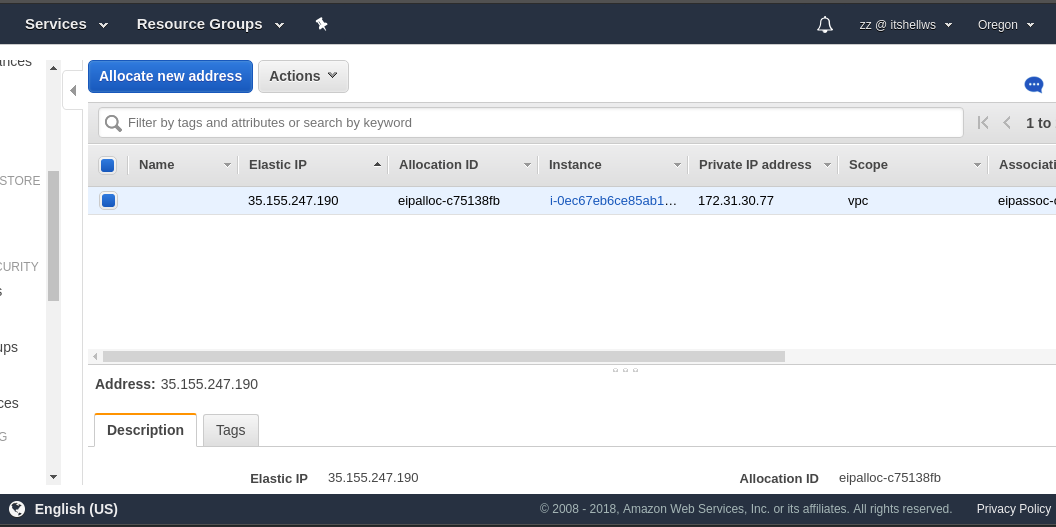 Services Resource Groups zz @ itshellws Oregon
Allocate new address Actions
Filter by tags and attributes or search by keyword 1 to
Name Elastic IP Allocation ID Instance Private IP address Scope Associati
35.155.247.190 eipalloc-c75138fb i-0ec67eb6ce85ab1... 172.31.30.77 vpc eipassoc-
STORE
CURITY
ups
ces
G
Address: 35.155.247.190
Description Tags
Elastic IP 35.155.247.190 Allocation ID eipalloc-c75138fb
English (US) © 2008 - 2018, Amazon Web Services, Inc. or its affiliates. All rights reserved. Privacy Policy